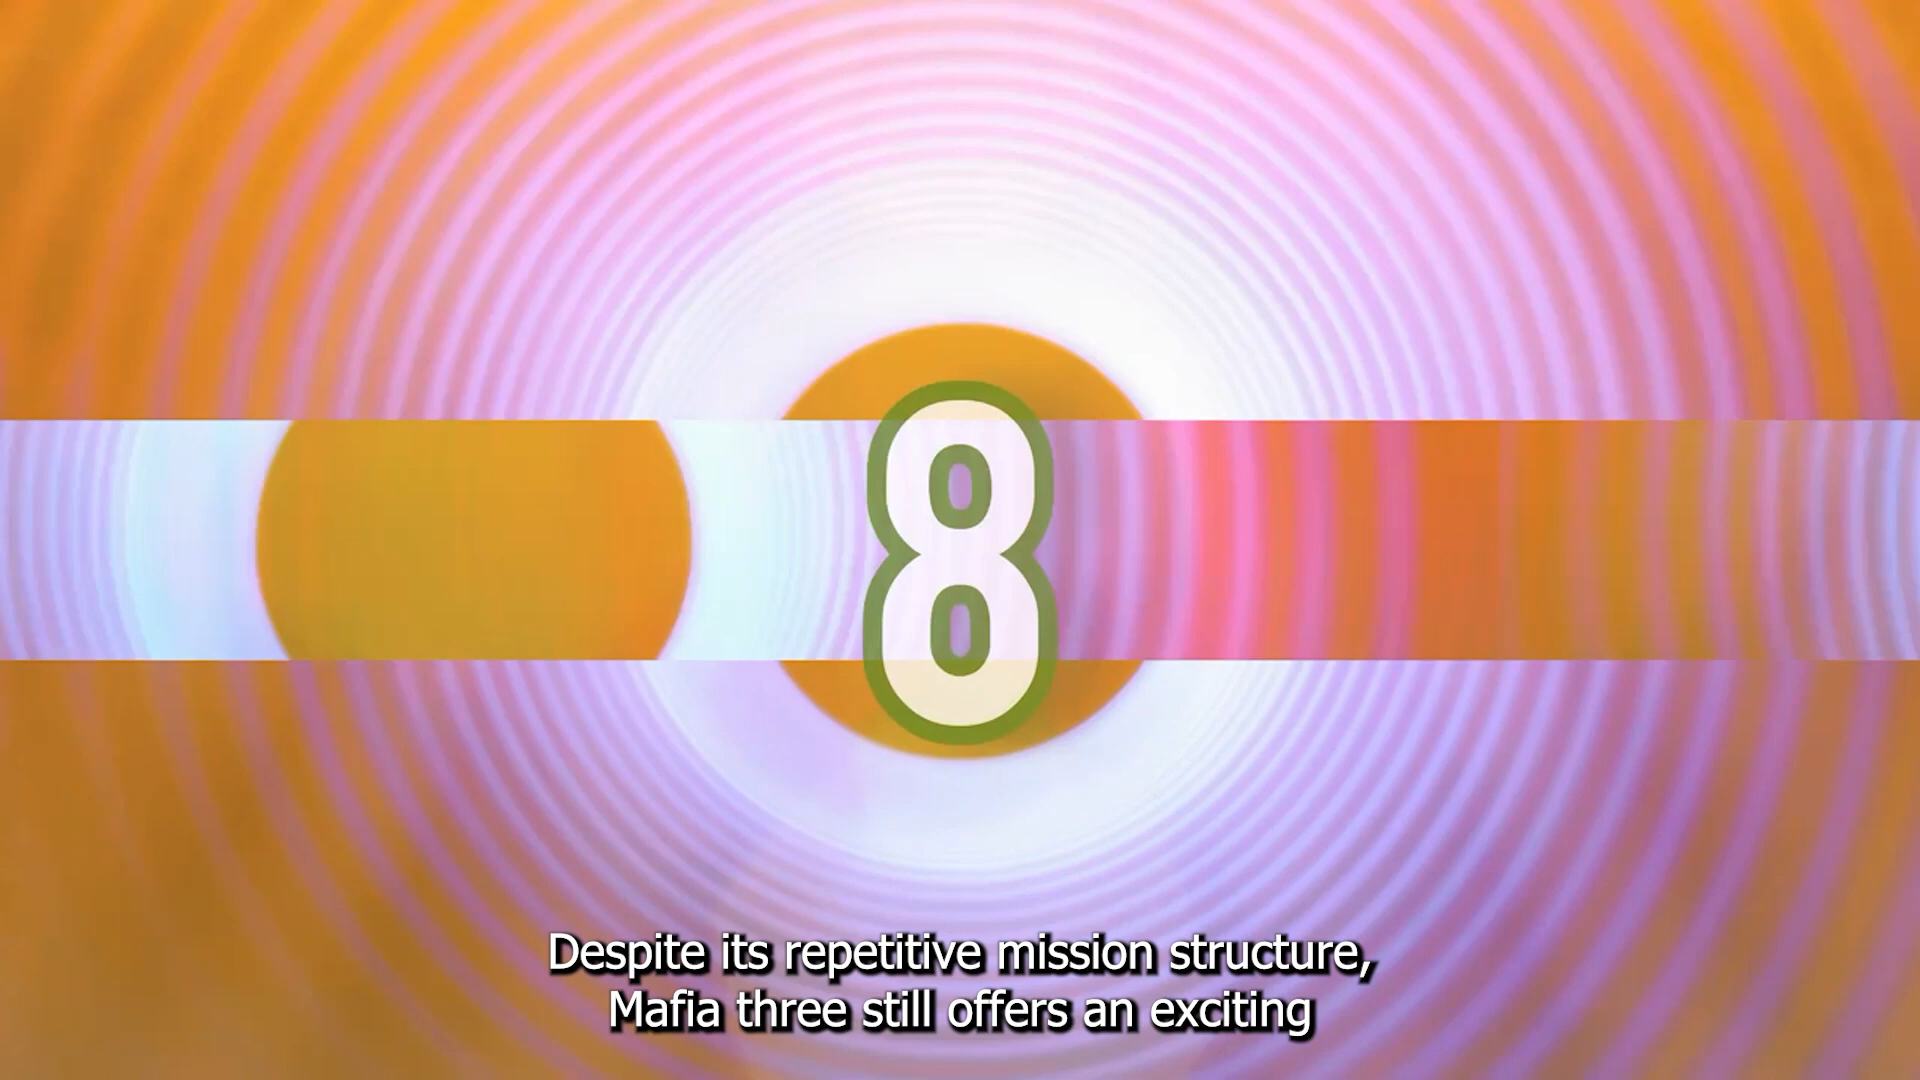 8
Despite its repetitive mission structure,
Mafia three still offers an exciting